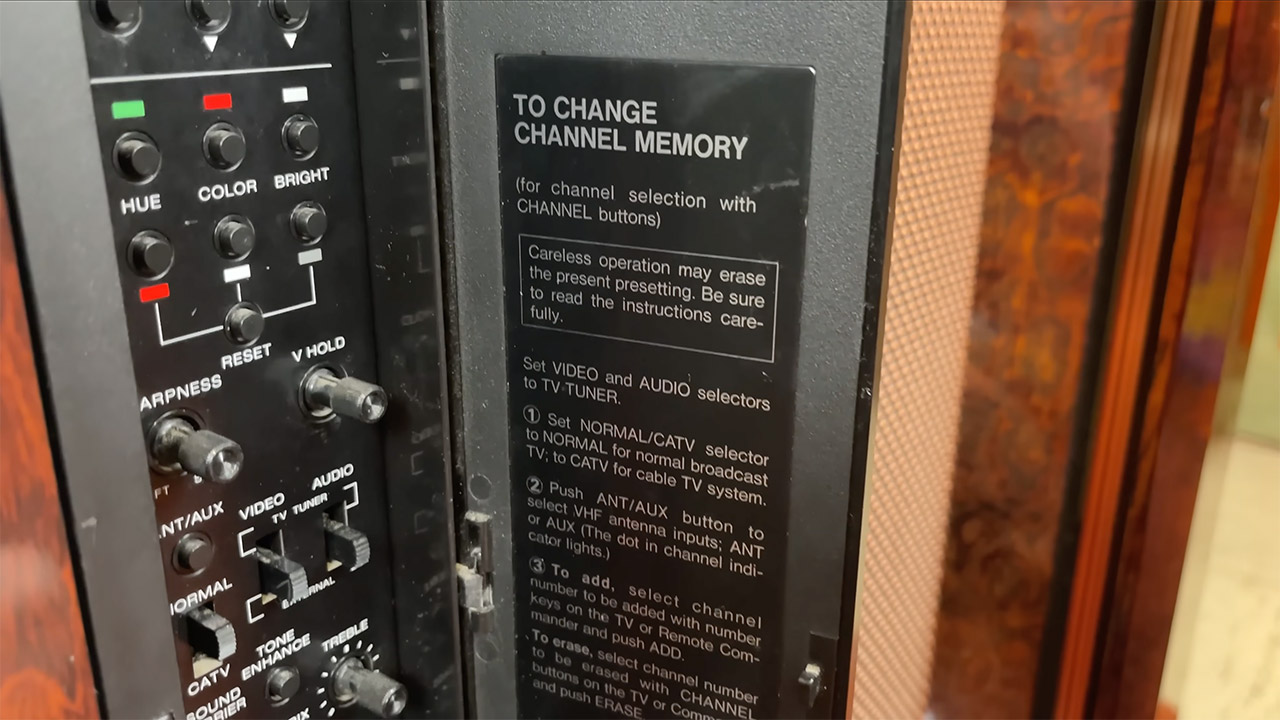 HUE
COLOR
BRIGHT
RESET
V HOLD
ARPNESS
FT
NT/AUX
VIDEO
AUDIO
TV TUNER
EXTERNAL
NORMAL
CATV
TONE
ENHANCE
TREBLE
OUND
RIER
RIX
TO CHANGE
CHANNEL MEMORY
(for channel selection with
CHANNEL buttons)
Careless operation may erase
the present presetting. Be sure
to read the instructions care-
fully.
Set VIDEO and AUDIO selectors
to TV TUNER.
① Set NORMAL/CATV selector
to NORMAL for normal broadcast
TV; to CATV for cable TV system.
② Push ANT/AUX button to
select VHF antenna inputs; ANT
or AUX (The dot in channel indi-
cator lights.)
③ To add, select channel
number to be added with number
keys on the TV or Remote Com-
mander and push ADD.
To erase, select channel number
to be erased with CHANNEL
buttons on the TV or Comma
and push ERASE